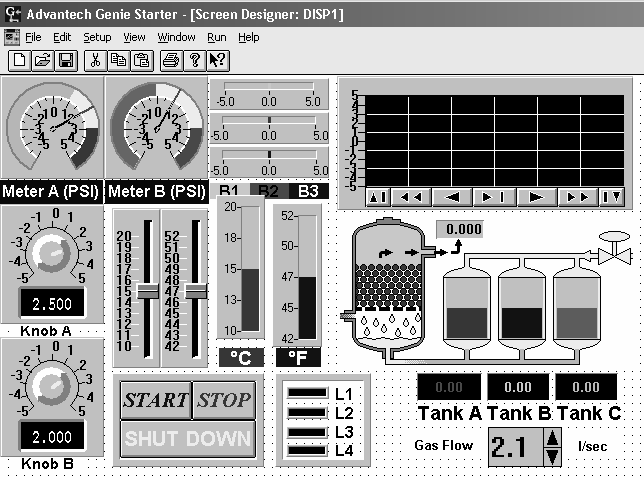 Advantech Genie Starter - [Screen Designer: DISP1]
File Edit Setup View Window Run Help
-5 -4 -3 -2 -1 0 1 2 3 4 5
Meter A (PSI)
-5 -4 -3 -2 -1 0 1 2 3 4 5
Meter B (PSI)
-5.0 0.0 5.0
-5.0 0.0 5.0
-5.0 0.0 5.0
B1 B2 B3
5
4
3
2
1
0
-1
-2
-3
-4
-5
-5 -4 -3 -2 -1 0 1 2 3 4 5
2.500
Knob A
-5 -4 -3 -2 -1 0 1 2 3 4 5
2.000
Knob B
20
19
18
17
16
15
14
13
12
11
10
52
51
50
49
48
47
46
45
44
43
42
20
18
15
13
10
°C
52
50
47
45
42
°F
0.000
START STOP
SHUT DOWN
L1
L2
L3
L4
0.00 0.00 0.00
Tank A Tank B Tank C
Gas Flow 2.1 l/sec